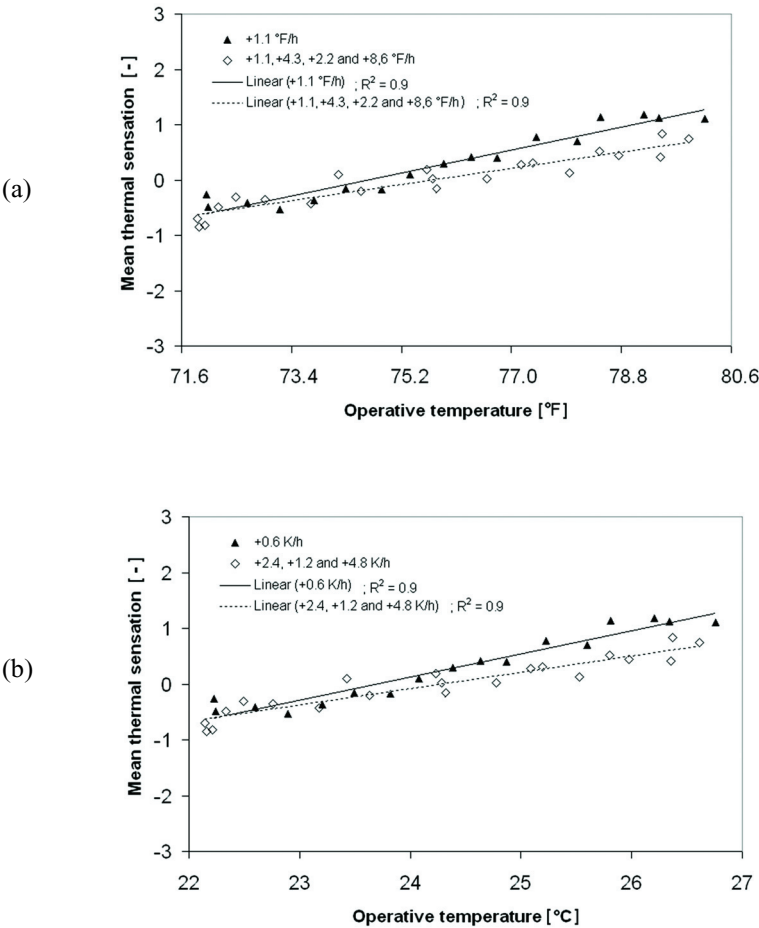 (a)
Mean thermal sensation [-]
3
2
1
0
-1
-2
-3
+1.1 °F/h
+1.1,+4.3, +2.2 and +8,6 °F/h
Linear (+1.1 °F/h) ; R² = 0.9
Linear (+1.1,+4.3, +2.2 and +8,6 °F/h) ; R² = 0.9
71.6 73.4 75.2 77.0 78.8 80.6
Operative temperature [°F]
(b)
Mean thermal sensation [-]
3
2
1
0
-1
-2
-3
+0.6 K/h
+2.4, +1.2 and +4.8 K/h
Linear (+0.6 K/h) ; R² = 0.9
Linear (+2.4, +1.2 and +4.8 K/h) ; R² = 0.9
22 23 24 25 26 27
Operative temperature [°C]